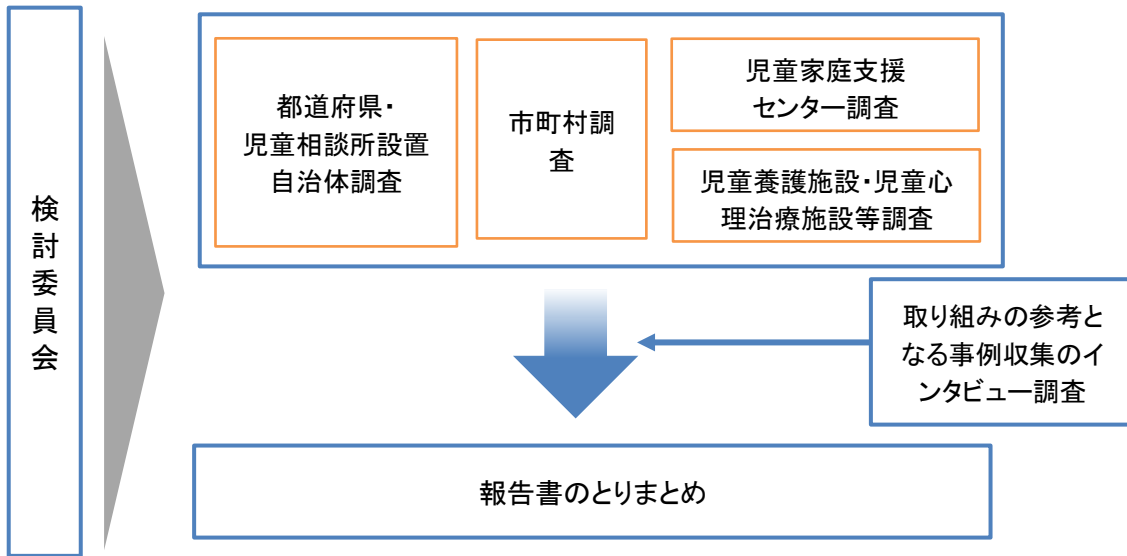 検討委員会
都道府県・
児童相談所設置
自治体調査
市町村調
査
児童家庭支援
センター調査
児童養護施設・児童心
理治療施設等調査
取り組みの参考と
なる事例収集のイ
ンタビュー調査
報告書のとりまとめ